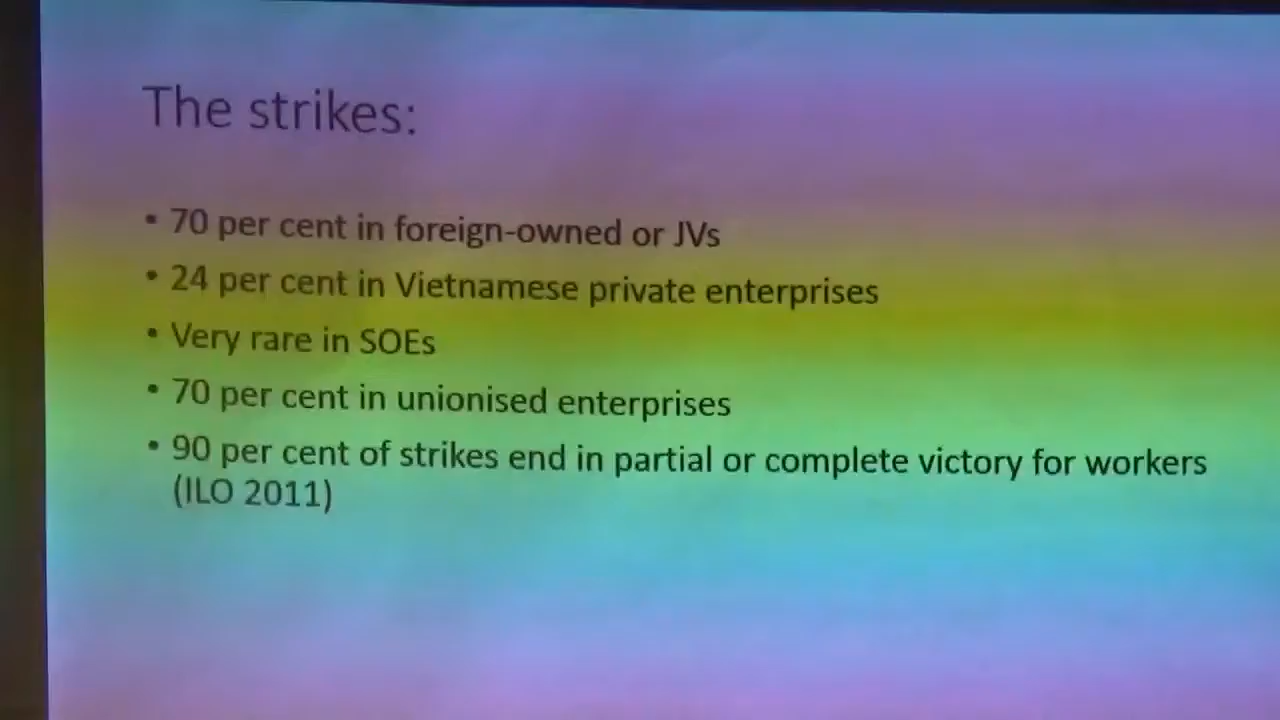 The strikes:
• 70 per cent in foreign-owned or JVs
• 24 per cent in Vietnamese private enterprises
• Very rare in SOEs
• 70 per cent in unionised enterprises
• 90 per cent of strikes end in partial or complete victory for workers
(ILO 2011)